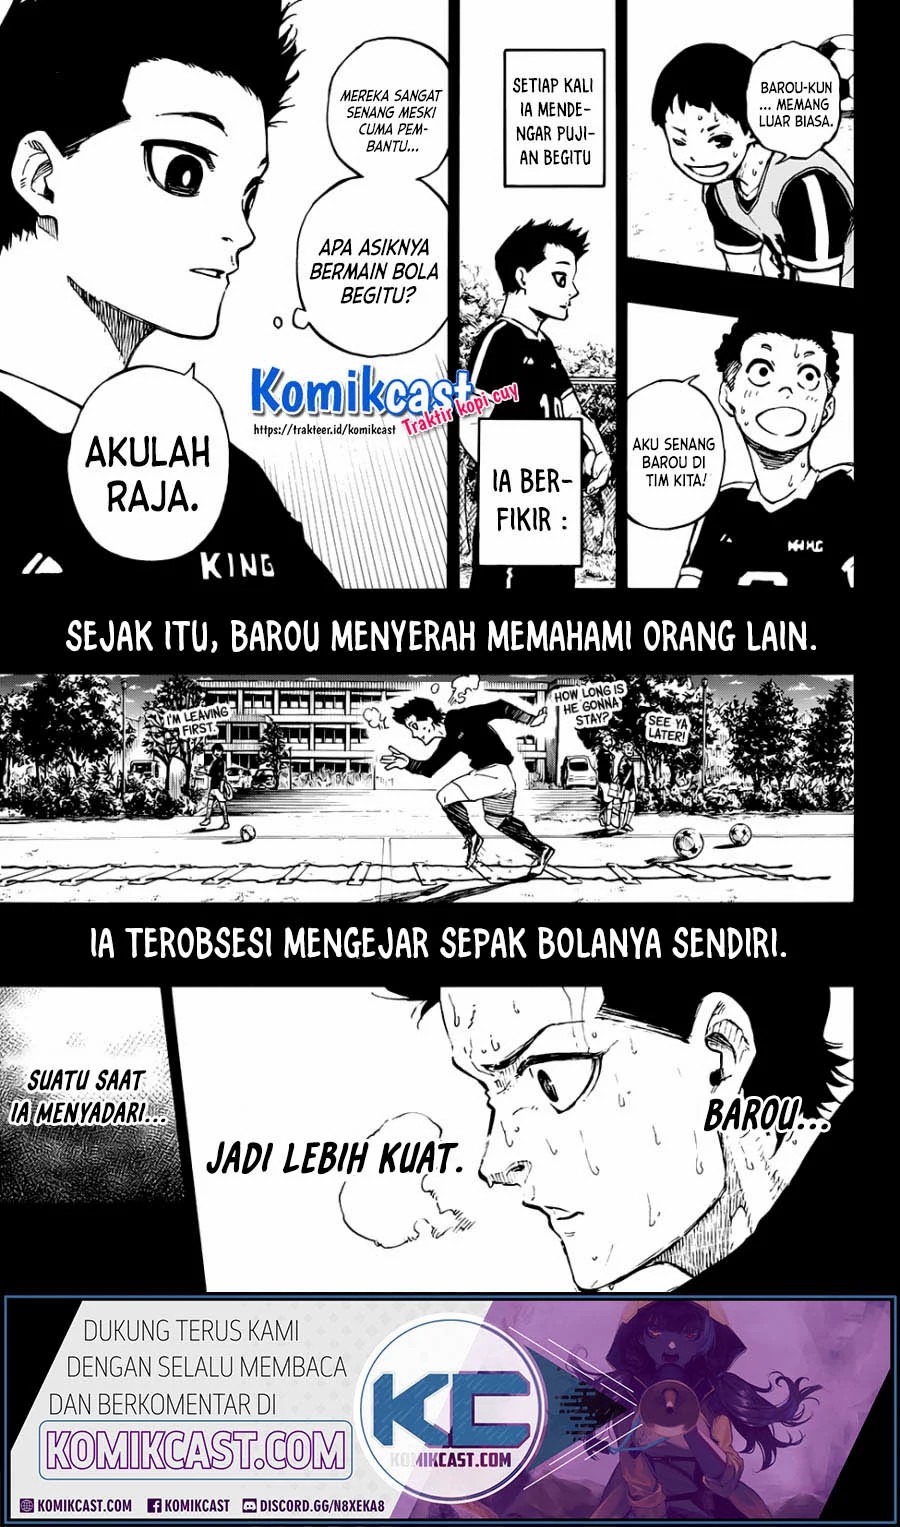 BAROU-KUN
... MEMANG
LUAR BIASA.
SETIAP KALI
IA MENDE-
NGAR PUJI-
AN BEGITU
AKU SENANG
BAROU DI
TIM KITA!
IA BER-
FIKIR :
MEREKA SANGAT
SENANG MESKI
CUMA PEM-
BANTU...
APA ASIKNYA
BERMAIN BOLA
BEGITU?
AKULAH
RAJA.
KING
KING
10
Komikcast
Traktir kopi cuy
https://trakteer.id/komikcast
SEJAK ITU, BAROU MENYERAH MEMAHAMI ORANG LAIN.
I'M LEAVING
FIRST.
HOW LONG IS
HE GONNA
STAY?
SEE YA
LATER!
IA TEROBSESI MENGEJAR SEPAK BOLANYA SENDIRI.
SUATU SAAT
IA MENYADARI...
BAROU...
JADI LEBIH KUAT.
DUKUNG TERUS KAMI
DENGAN SELALU MEMBACA
DAN BERKOMENTAR DI
KOMIKCAST.COM
KOMIKCAST.COM
KOMIKCAST
DISCORD.GG/N8XEKA8
KC
KOMIKCAST.COM